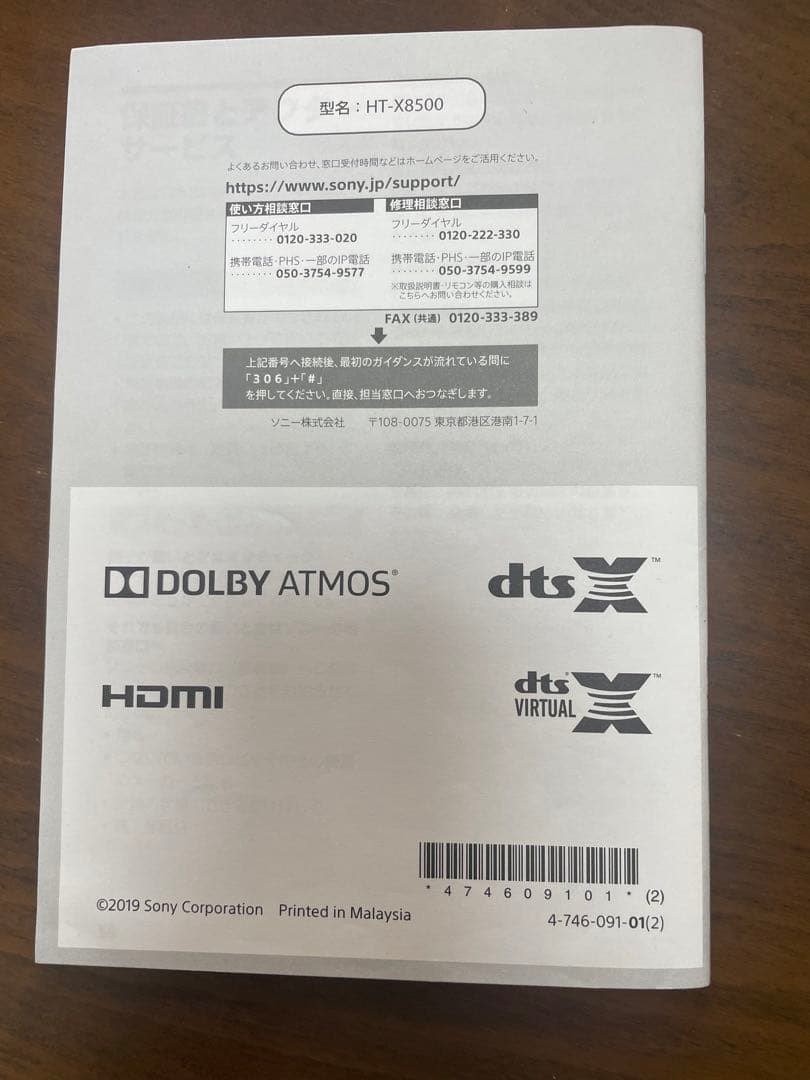 型名：HT-X8500
よくあるお問い合わせ、窓口受付時間などはホームページをご活用ください。
https://www.sony.jp/support/
使い方相談窓口
フリーダイヤル
········ 0120-333-020
携帯電話・PHS・一部のIP電話
········ 050-3754-9577
修理相談窓口
フリーダイヤル
········ 0120-222-330
携帯電話・PHS・一部のIP電話
········ 050-3754-9599
※取扱説明書・リモコン等の購入相談は
こちらへお問い合わせください。
FAX（共通） 0120-333-389
上記番号へ接続後、最初のガイダンスが流れている間に
「306」＋「#」
を押してください。直接、担当窓口へおつなぎします。
ソニー株式会社　〒108-0075 東京都港区港南1-7-1
DOLBY ATMOS®
dts X™
HDMI
dts® VIRTUAL X™
*474609101* (2)
©2019 Sony Corporation　Printed in Malaysia
4-746-091-01(2)